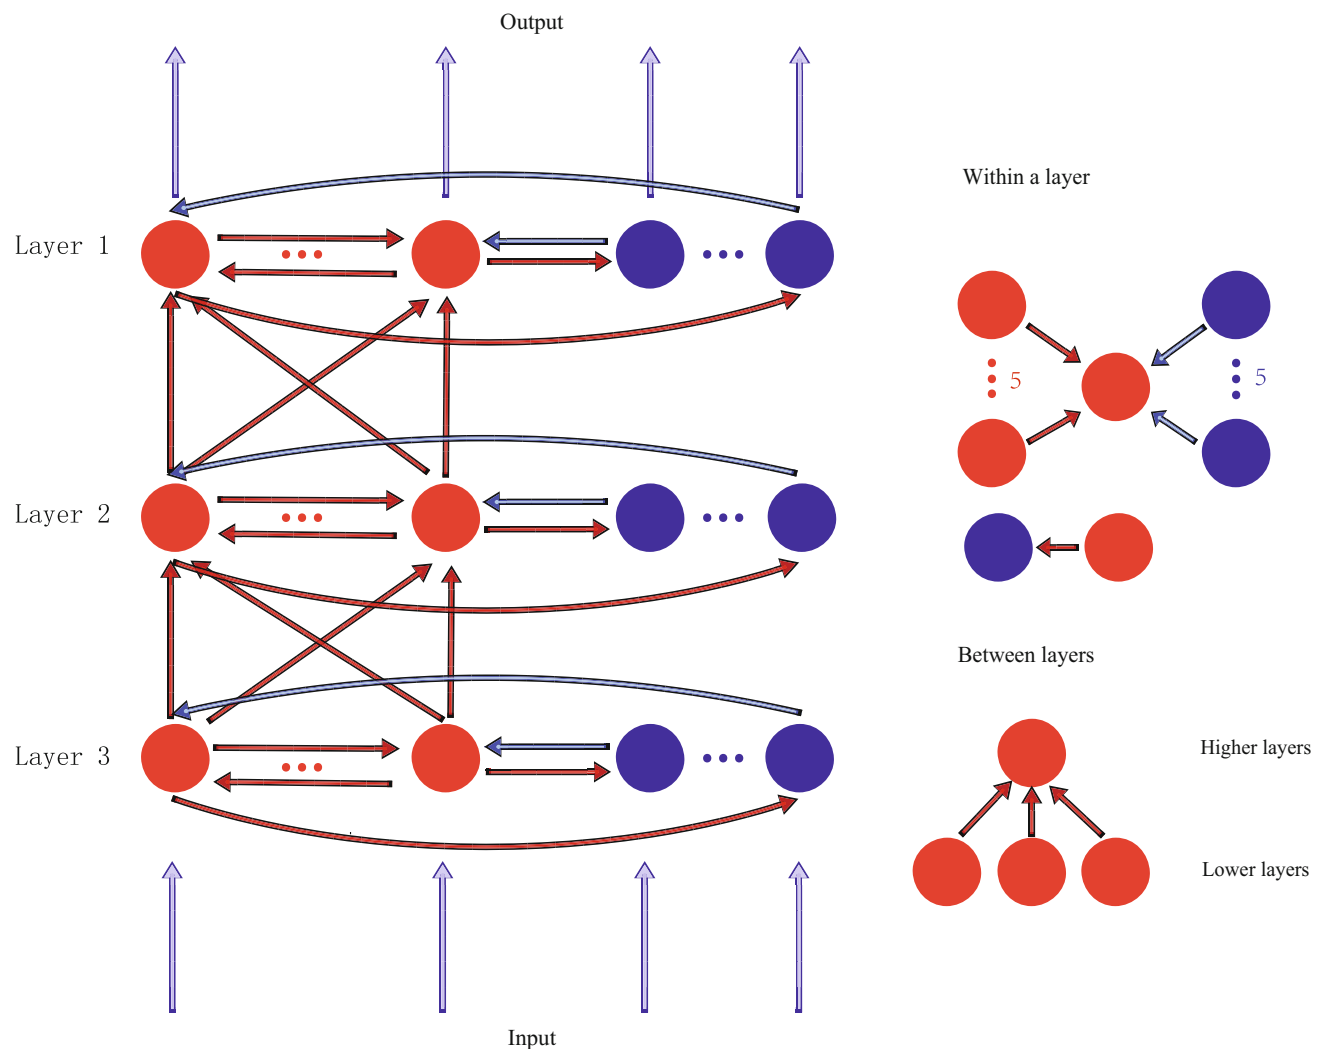 Output
Within a layer
Layer 1
5
5
Layer 2
Between layers
Layer 3
Higher layers
Lower layers
Input